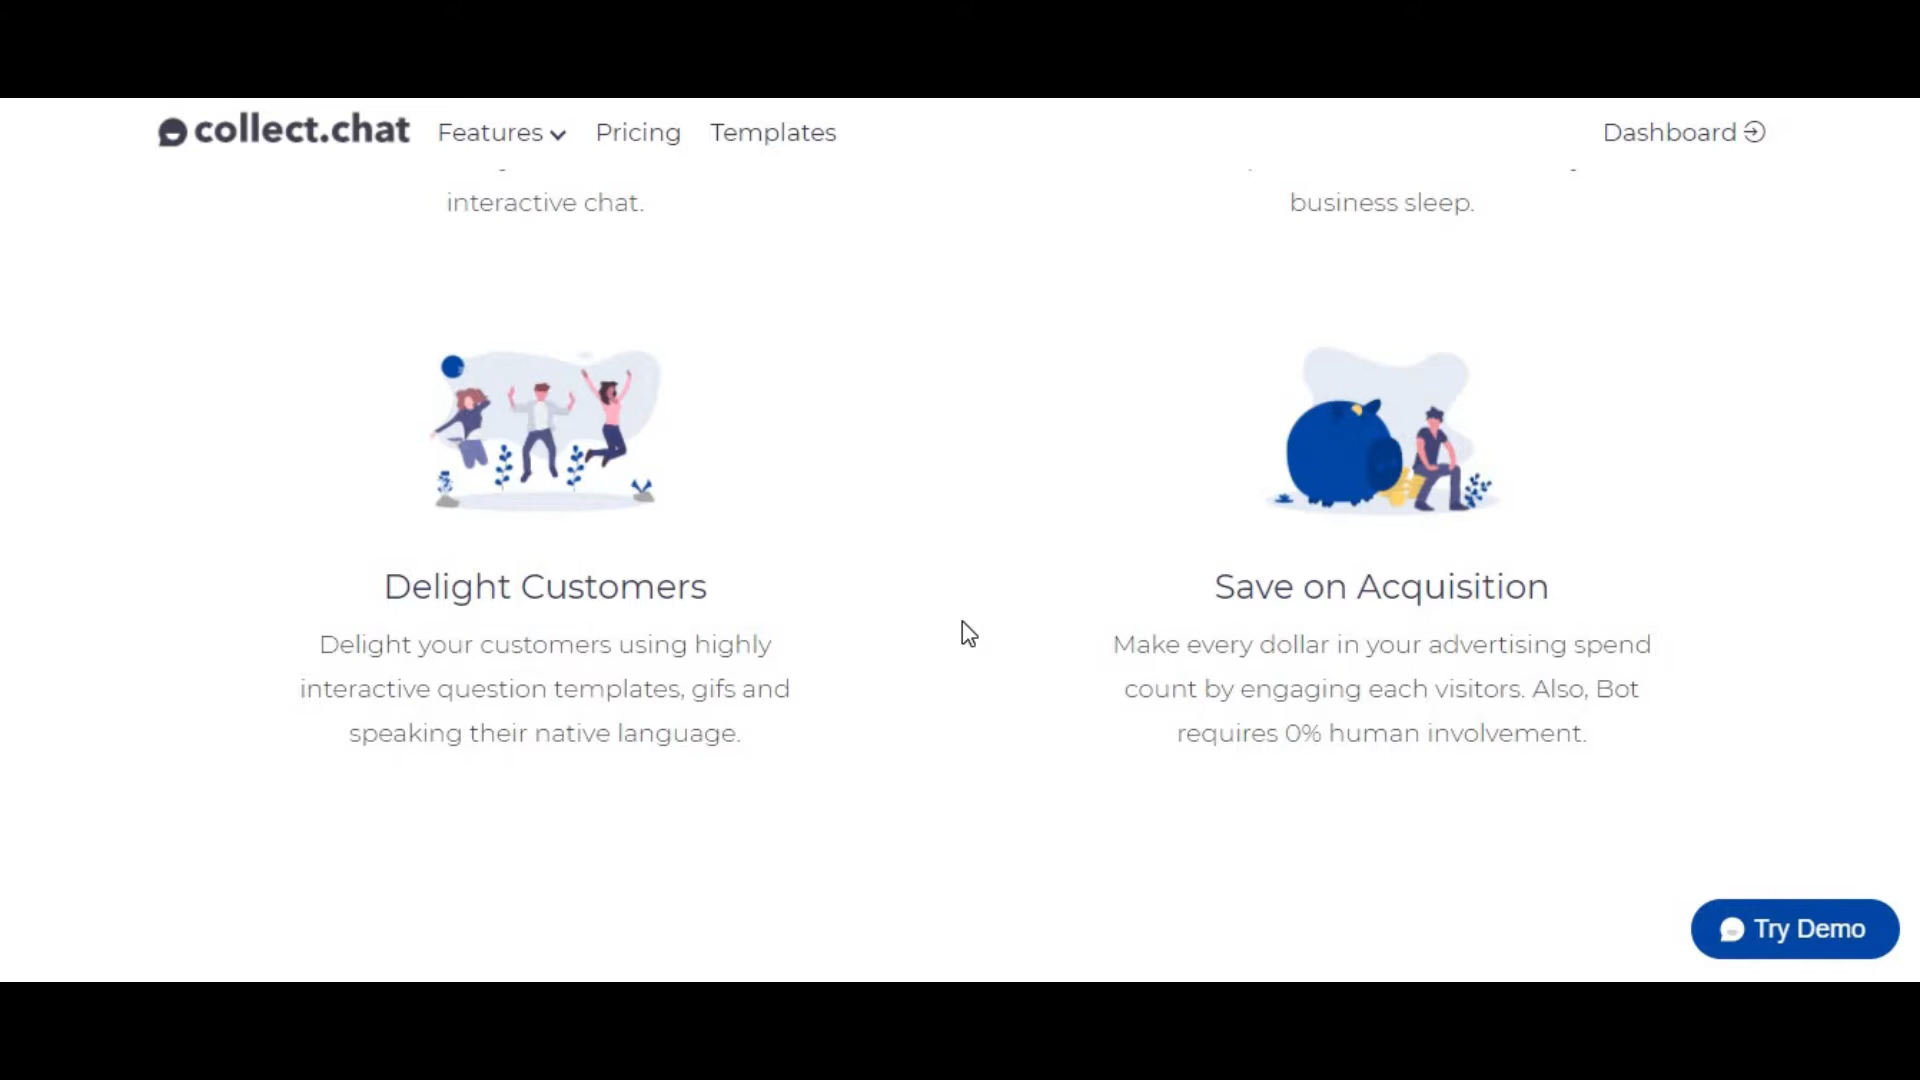 collect.chat Features Pricing Templates Dashboard
interactive chat.
business sleep.
Delight Customers
Delight your customers using highly
interactive question templates, gifs and
speaking their native language.
Save on Acquisition
Make every dollar in your advertising spend
count by engaging each visitors. Also, Bot
requires 0% human involvement.
Try Demo